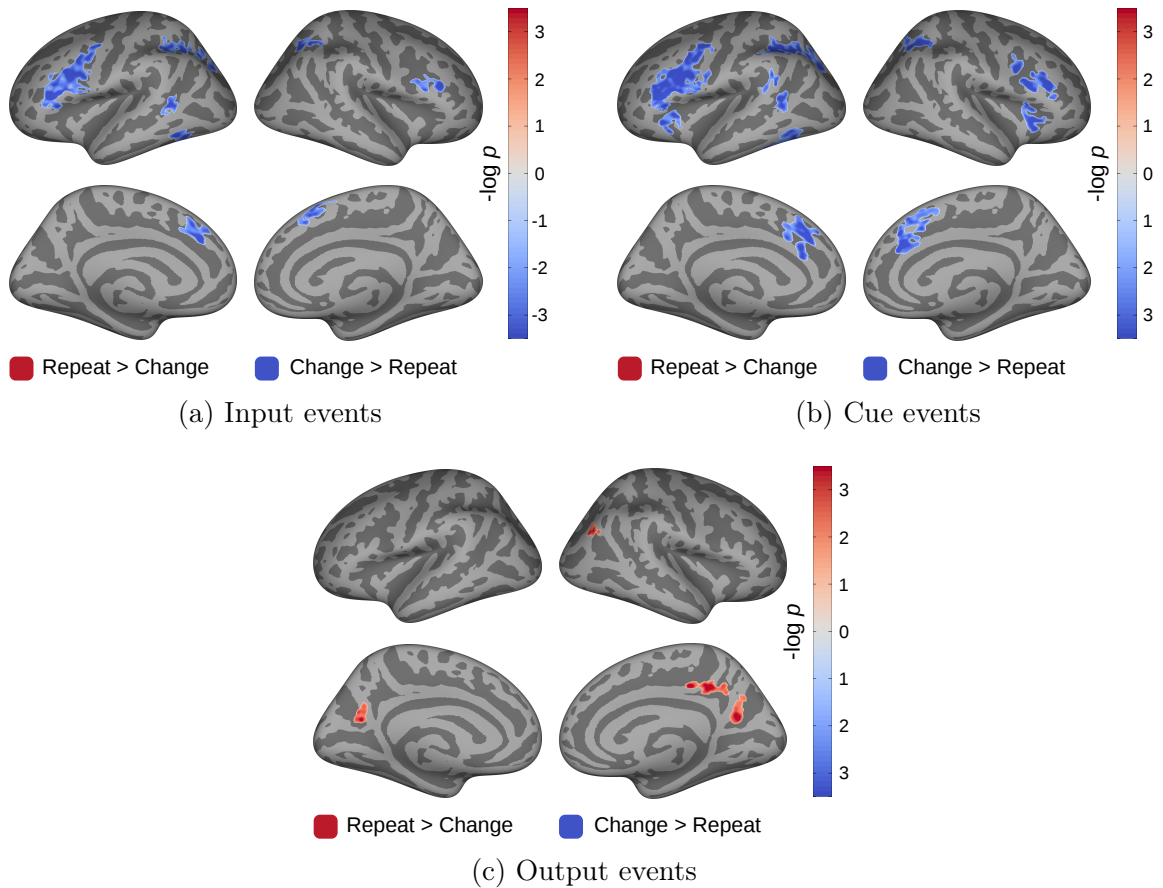 3
2
1
0
-1
-2
-3
-log p
Repeat > Change
Change > Repeat
(a) Input events
3
2
1
0
1
2
3
-log p
Repeat > Change
Change > Repeat
(b) Cue events
3
2
1
0
1
2
3
-log p
Repeat > Change
Change > Repeat
(c) Output events